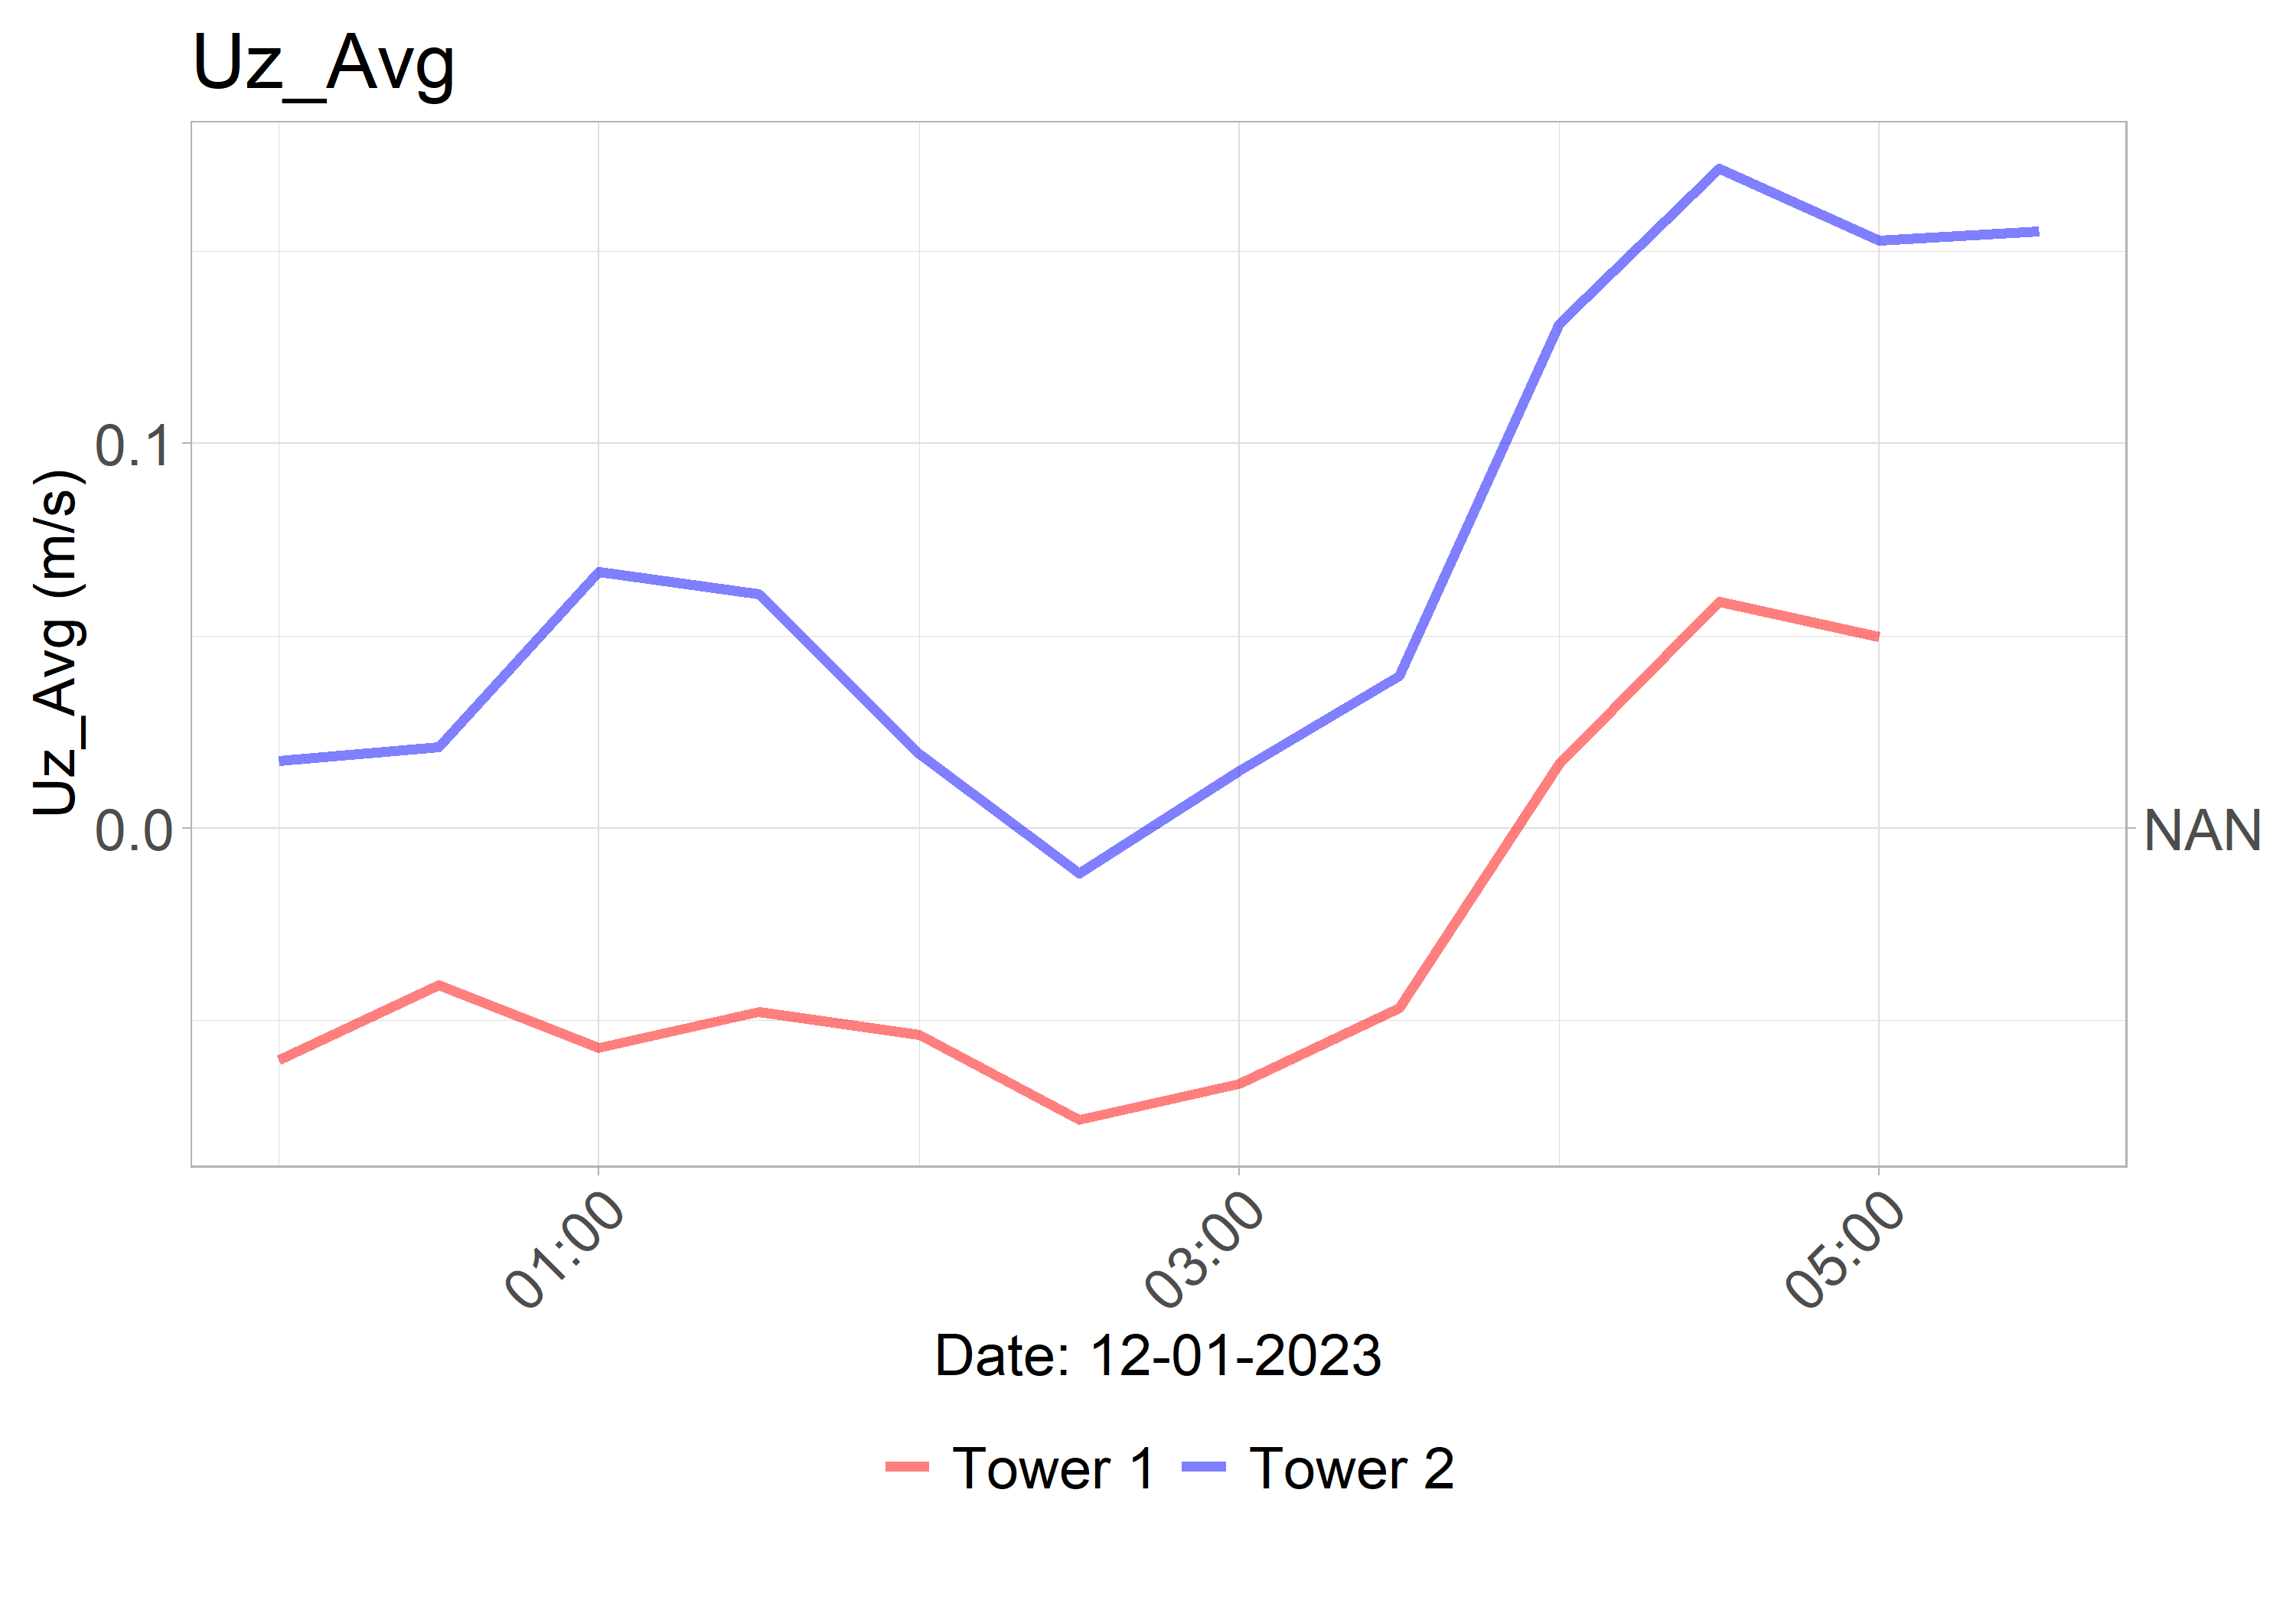 Uz_Avg
Uz_Avg (m/s)
0.1
0.0
NAN
01:00
03:00
05:00
Date: 12-01-2023
Tower 1
Tower 2